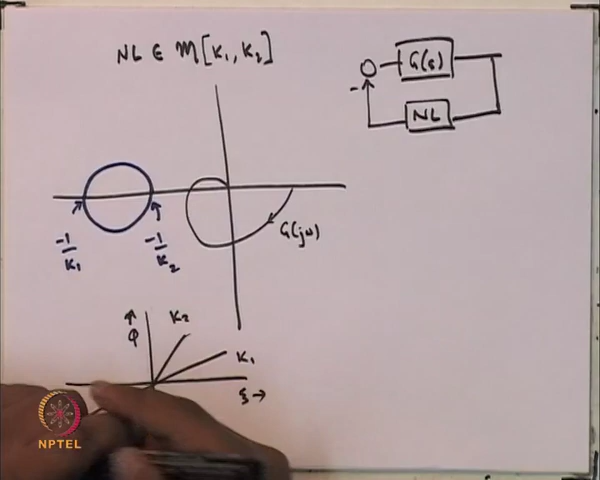 NL ∈ M[K₁, K₂]
G(s)
-
NL
G(jω)
-1/K₁
-1/K₂
↑
φ
K₂
K₁
ξ →
NPTEL